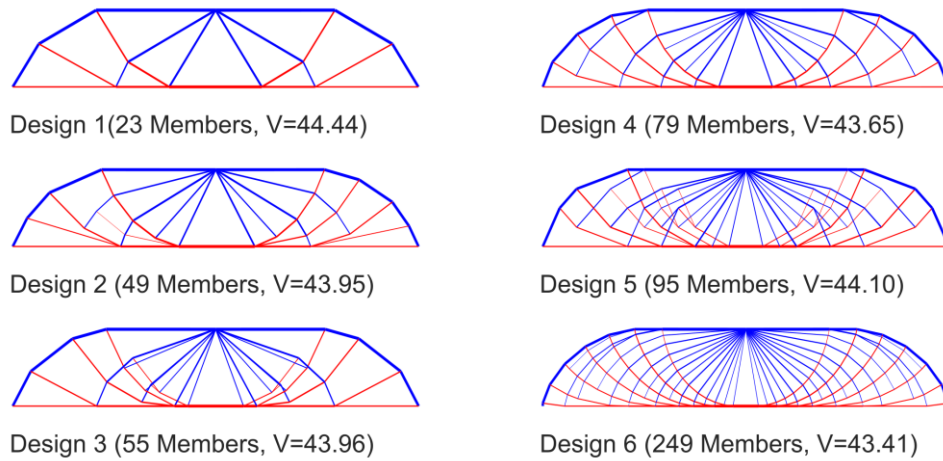 Design 1(23 Members, V=44.44)
Design 4 (79 Members, V=43.65)
Design 2 (49 Members, V=43.95)
Design 5 (95 Members, V=44.10)
Design 3 (55 Members, V=43.96)
Design 6 (249 Members, V=43.41)